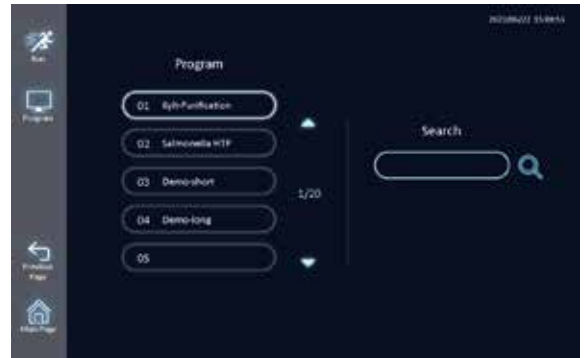 Run
Program
Previous
Page
Main Page
Program
01 Kylt-Purification
02 Salmonella HTP
03 Demo-short
04 Demo-long
05
1/20
Search